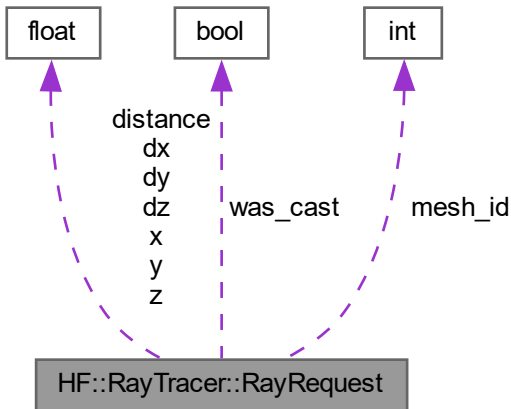 float
bool
int
distance
dx
dy
dz
x
y
z
was_cast
mesh_id
HF::RayTracer::RayRequest